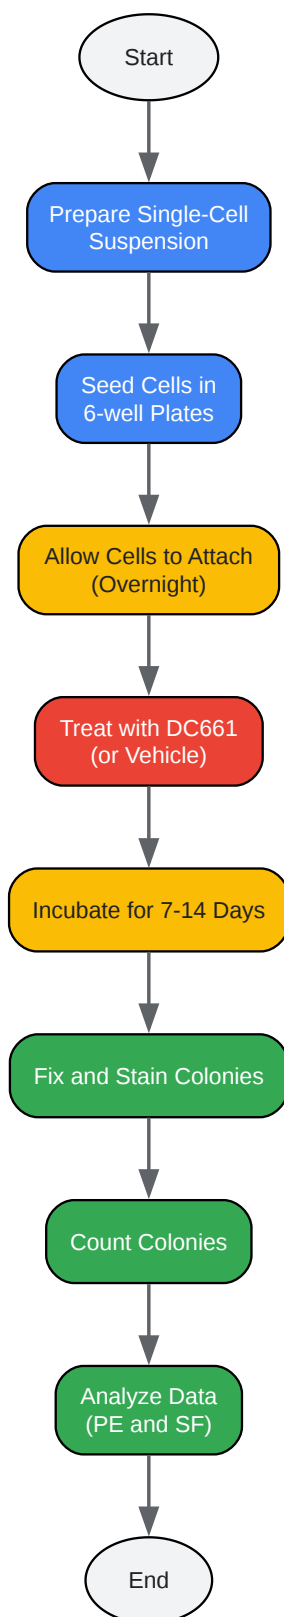 Start
Prepare Single-Cell
Suspension
Seed Cells in
6-well Plates
Allow Cells to Attach
(Overnight)
Treat with DC661
(or Vehicle)
Incubate for 7-14 Days
Fix and Stain Colonies
Count Colonies
Analyze Data
(PE and SF)
End